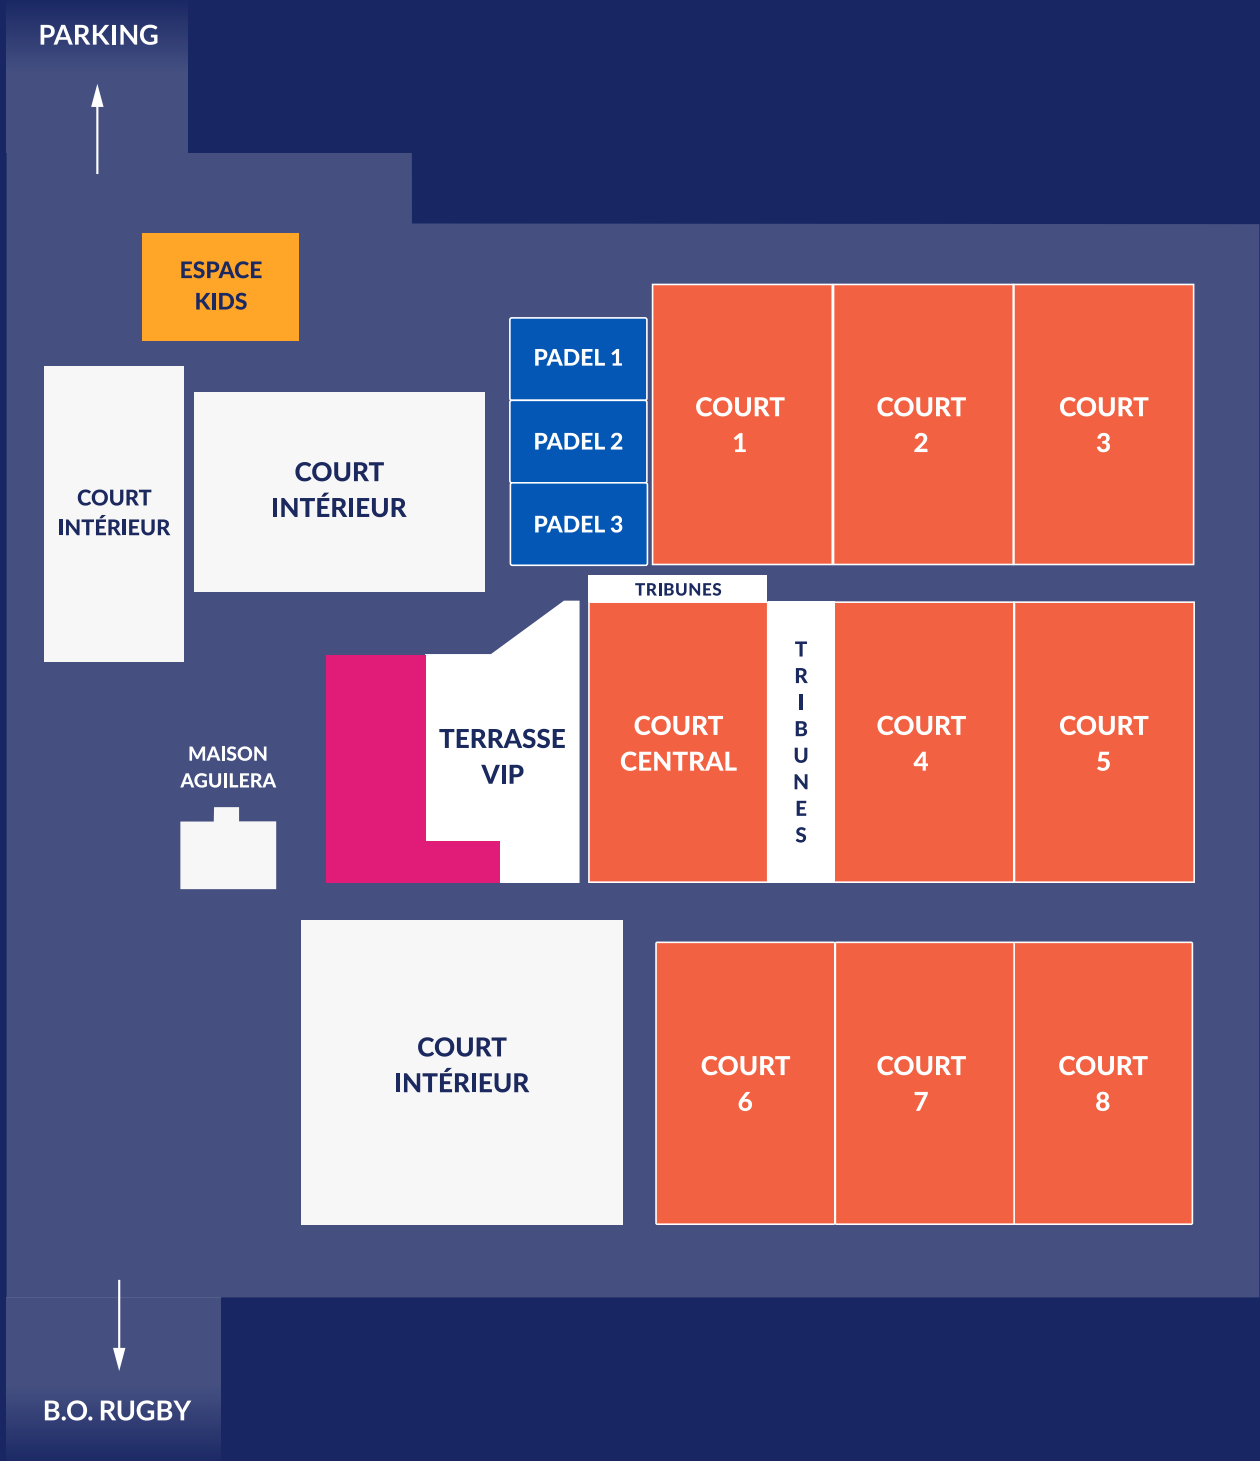 PARKING
ESPACE
KIDS
PADEL 1
PADEL 2
PADEL 3
COURT
1
COURT
2
COURT
3
COURT
INTÉRIEUR
COURT
INTÉRIEUR
TRIBUNES
TERRASSE
VIP
COURT
CENTRAL
TRIBUNES
COURT
4
COURT
5
MAISON
AGUILERA
COURT
INTÉRIEUR
COURT
6
COURT
7
COURT
8
B.O. RUGBY